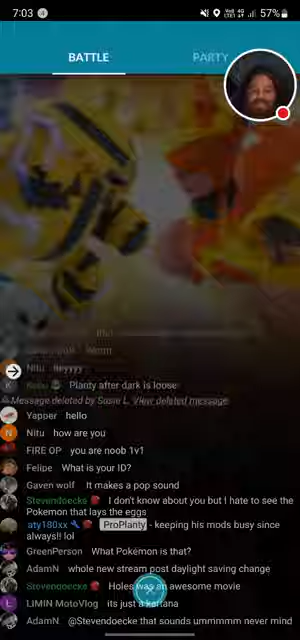 7:03
4
Vo9 4G
LTE1
57%
BATTLE
PARTY
Nitu heyyyy
K
Planty after dark is loose
Message deleted by Susie L. View deleted message.
Yapper hello
N Nitu how are you
FIRE OP you are noob 1v1
Felipe What is your ID?
Gaven wolf It makes a pop sound
Stevendoecke I don't know about you but I hate to see the
Pokemon that lays the eggs
aty180xx ProPlanty - keeping his mods busy since
always!! lol
GreenPerson What Pokémon is that?
AdamN whole new stream post daylight saving change
Stevendoecke Holes was an awesome movie
L LIMIN MotoVlog its just a kartana
AdamN @Stevendoecke that sounds ummmmm never mind